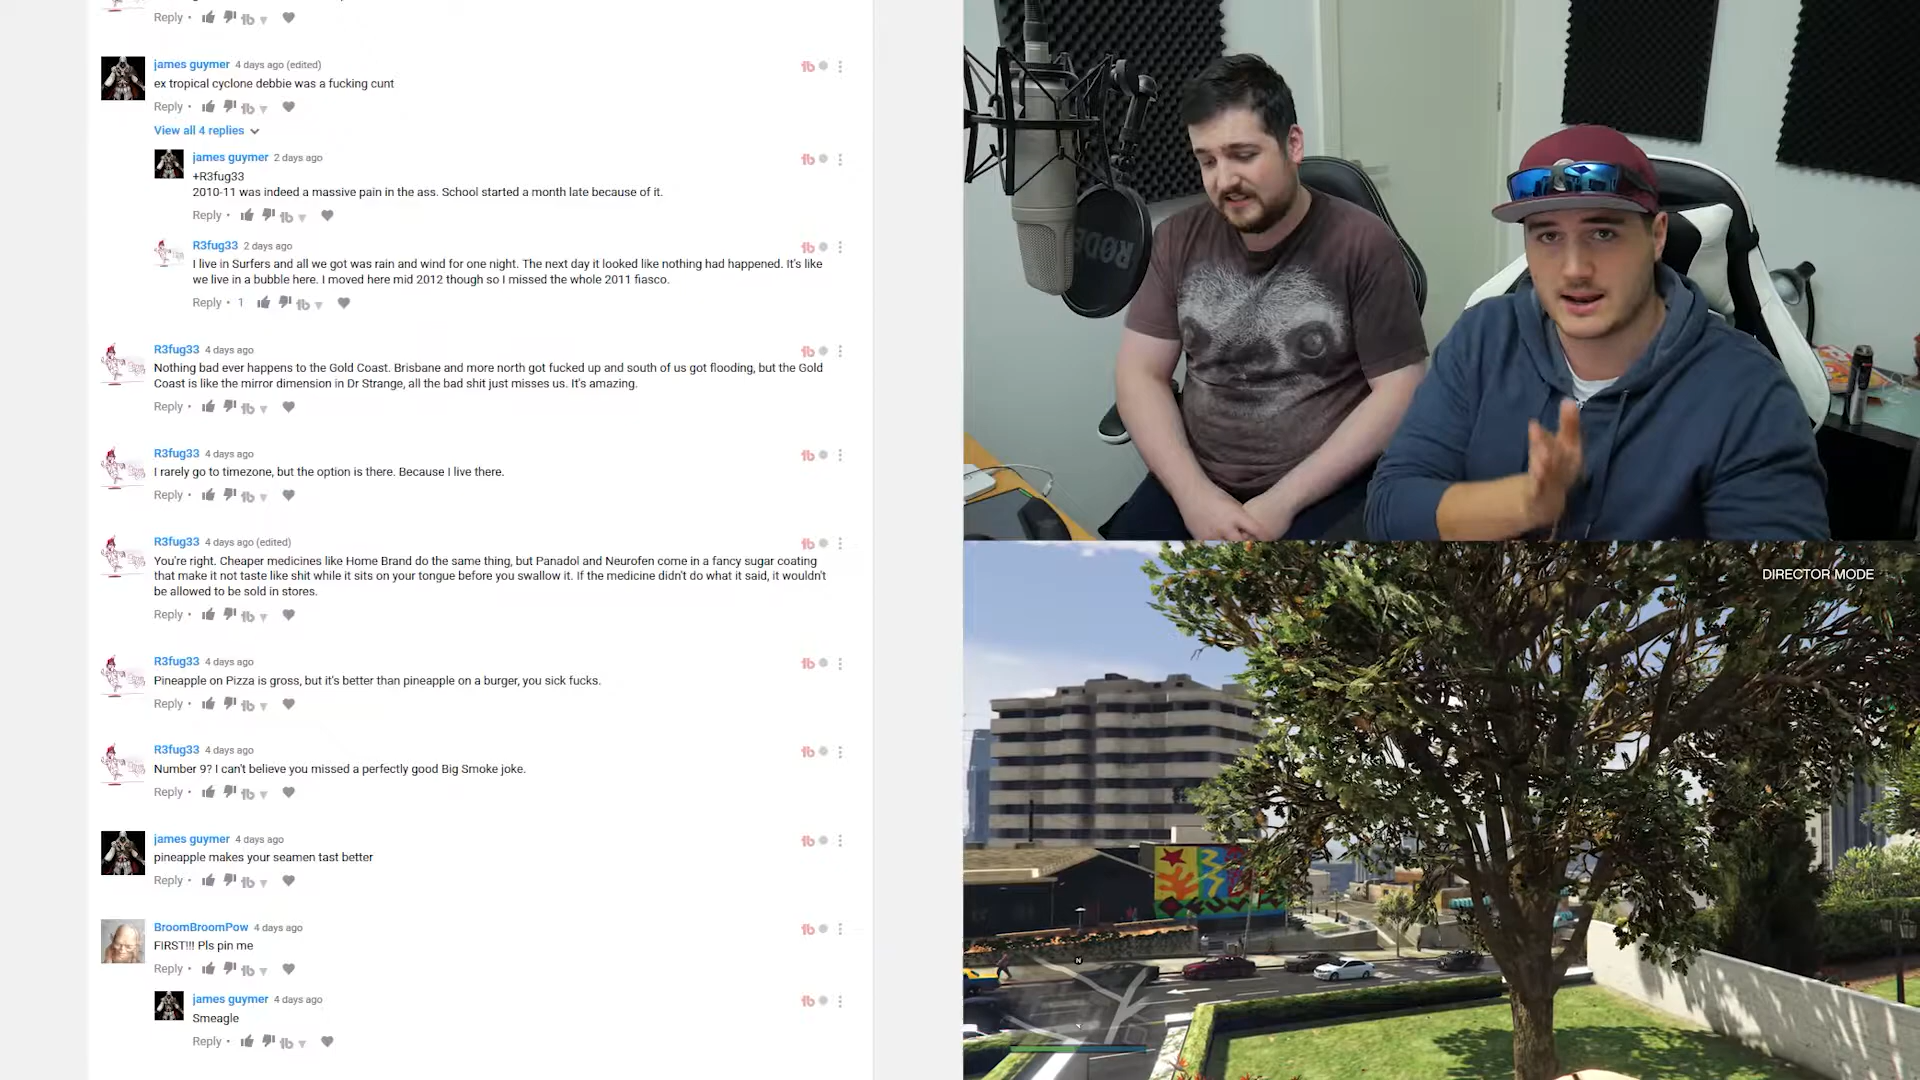 Reply •
james guymer 4 days ago (edited)
ex tropical cyclone debbie was a fucking cunt
Reply •
View all 4 replies
james guymer 2 days ago
+R3fug33
2010-11 was indeed a massive pain in the ass. School started a month late because of it.
Reply •
R3fug33 2 days ago
I live in Surfers and all we got was rain and wind for one night. The next day it looked like nothing had happened. It's like
we live in a bubble here. I moved here mid 2012 though so I missed the whole 2011 fiasco.
Reply • 1
R3fug33 4 days ago
Nothing bad ever happens to the Gold Coast. Brisbane and more north got fucked up and south of us got flooding, but the Gold
Coast is like the mirror dimension in Dr Strange, all the bad shit just misses us. It's amazing.
Reply •
R3fug33 4 days ago
I rarely go to timezone, but the option is there. Because I live there.
Reply •
R3fug33 4 days ago (edited)
You're right. Cheaper medicines like Home Brand do the same thing, but Panadol and Neurofen come in a fancy sugar coating
that make it not taste like shit while it sits on your tongue before you swallow it. If the medicine didn't do what it said, it wouldn't
be allowed to be sold in stores.
Reply •
R3fug33 4 days ago
Pineapple on Pizza is gross, but it's better than pineapple on a burger, you sick fucks.
Reply •
R3fug33 4 days ago
Number 9? I can't believe you missed a perfectly good Big Smoke joke.
Reply •
james guymer 4 days ago
pineapple makes your seamen tast better
Reply •
BroomBroomPow 4 days ago
FIRST!!! Pls pin me
Reply •
james guymer 4 days ago
Smeagle
Reply •
RØDE
DIRECTOR MODE
N